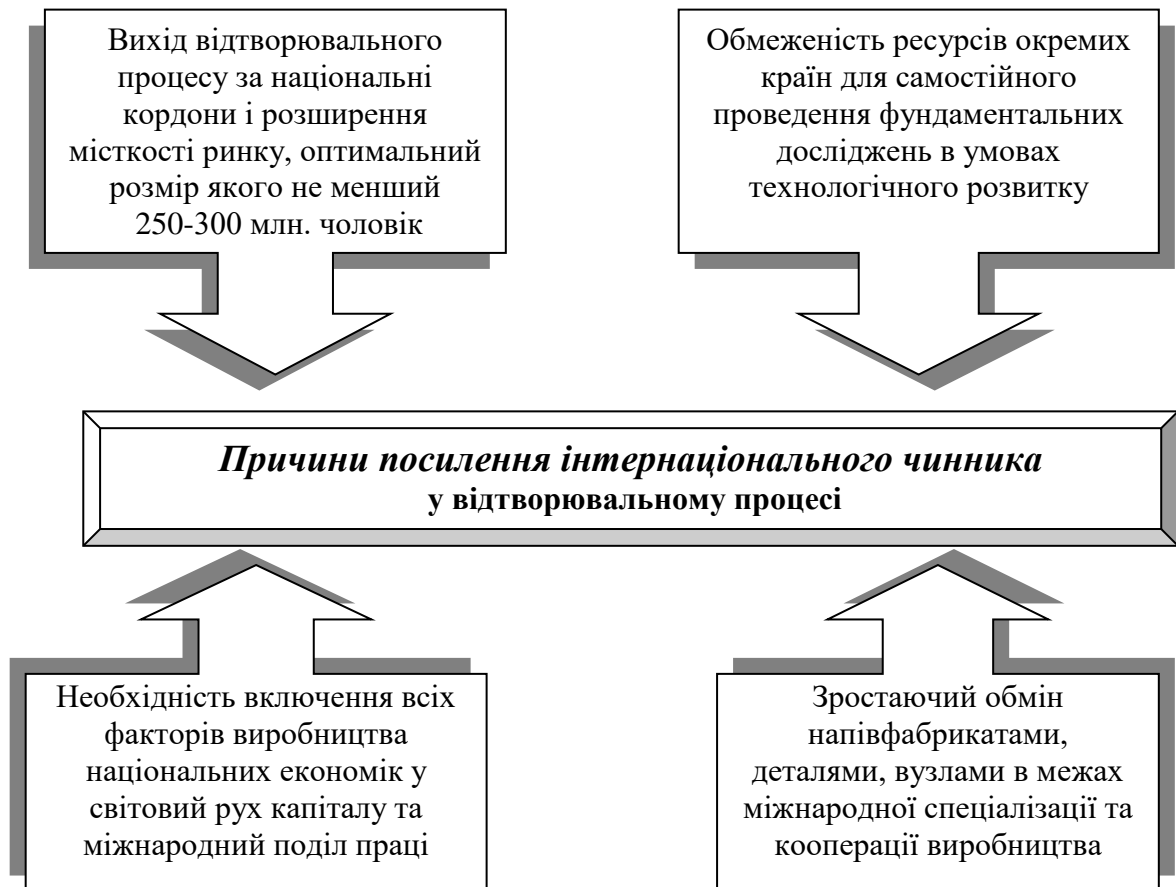 Вихід відтворювального
процесу за національні
кордони і розширення
місткості ринку, оптимальний
розмір якого не менший
250-300 млн. чоловік
Обмеженість ресурсів окремих
країн для самостійного
проведення фундаментальних
досліджень в умовах
технологічного розвитку
Причини посилення інтернаціонального чинника
у відтворювальному процесі
Необхідність включення всіх
факторів виробництва
національних економік у
світовий рух капіталу та
міжнародний поділ праці
Зростаючий обмін
напівфабрикатами,
деталями, вузлами в межах
міжнародної спеціалізації та
кооперації виробництва